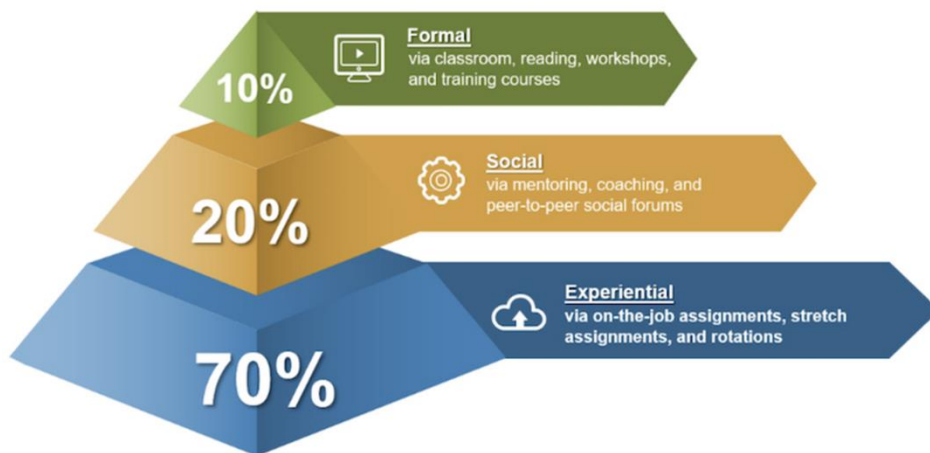 Formal
via classroom, reading, workshops,
and training courses
10%
Social
via mentoring, coaching, and
peer-to-peer social forums
20%
Experiential
via on-the-job assignments, stretch
assignments, and rotations
70%